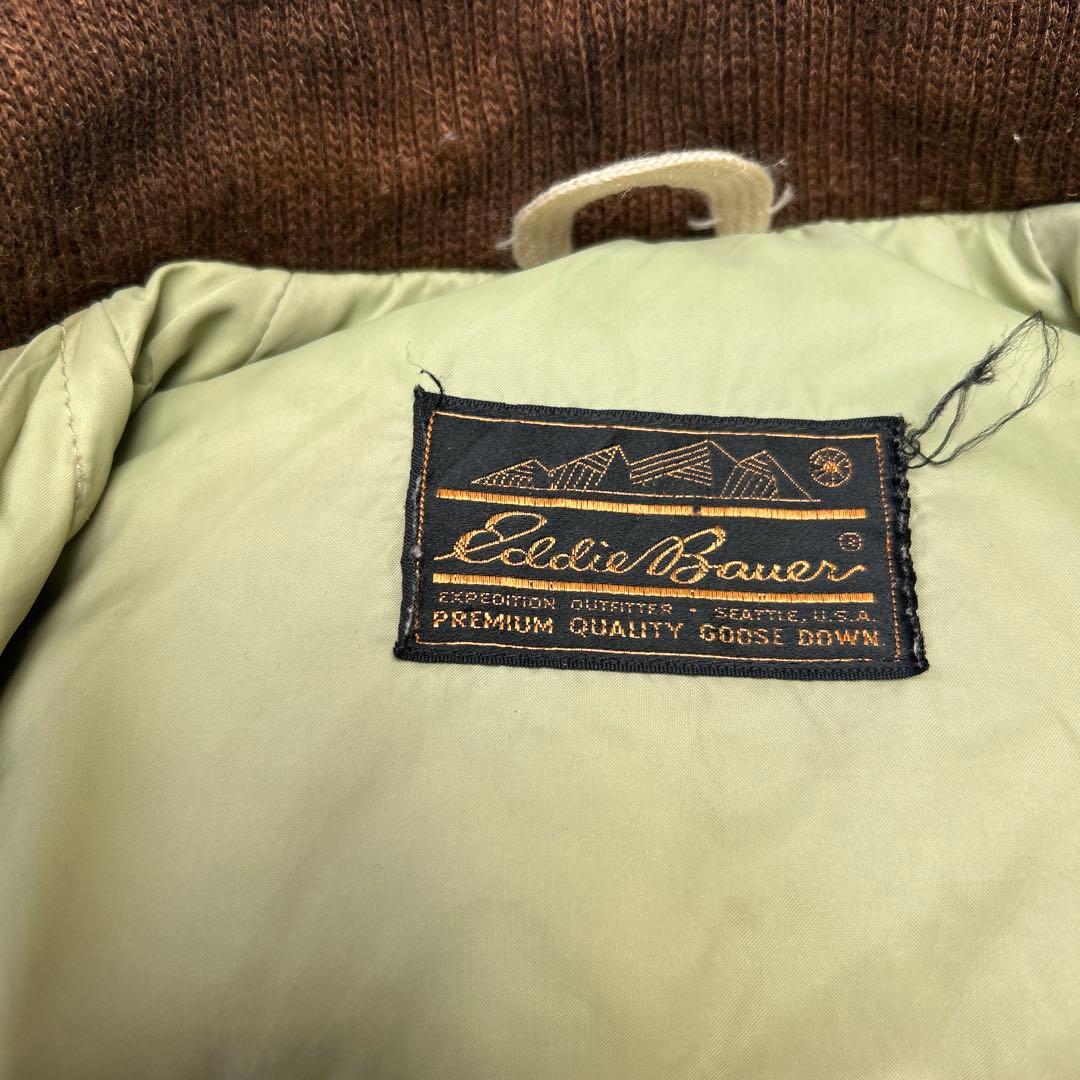 Eddie Bauer ®
EXPEDITION OUTFITTER · SEATTLE, U.S.A.
PREMIUM QUALITY GOOSE DOWN